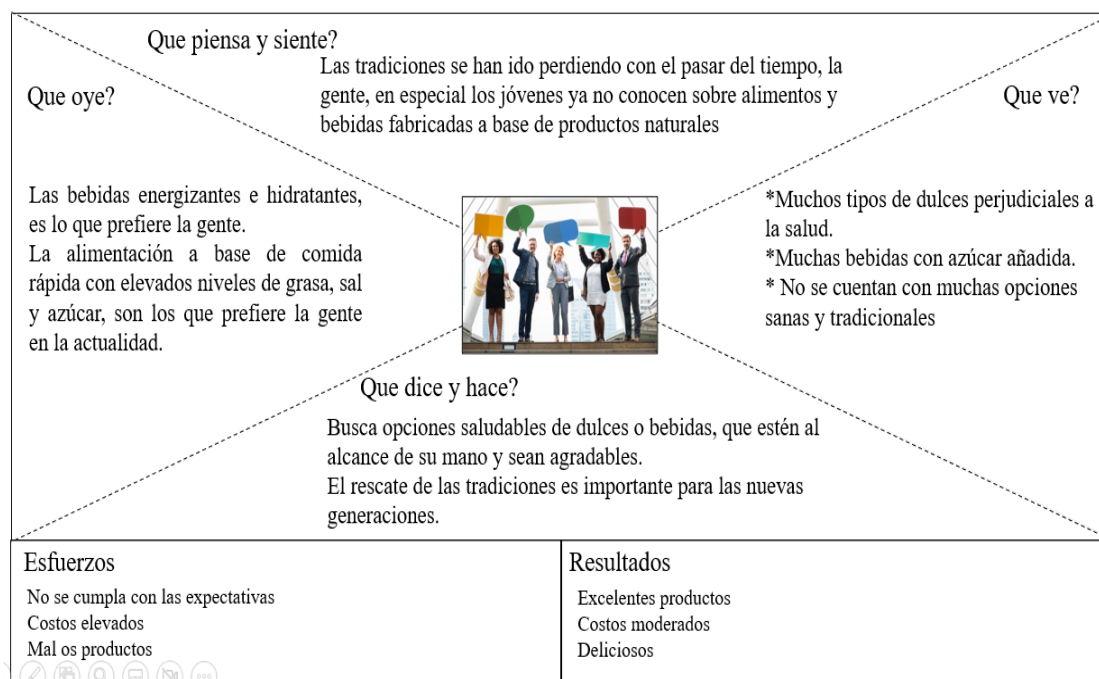 Que piensa y siente?
Las tradiciones se han ido perdiendo con el pasar del tiempo, la
gente, en especial los jóvenes ya no conocen sobre alimentos y
bebidas fabricadas a base de productos naturales
Que oye?
Las bebidas energizantes e hidratantes,
es lo que prefiere la gente.
La alimentación a base de comida
rápida con elevados niveles de grasa, sal
y azúcar, son los que prefiere la gente
en la actualidad.
Que ve?
*Muchos tipos de dulces perjudiciales a
la salud.
*Muchas bebidas con azúcar añadida.
* No se cuentan con muchas opciones
sanas y tradicionales
Que dice y hace?
Busca opciones saludables de dulces o bebidas, que estén al
alcance de su mano y sean agradables.
El rescate de las tradiciones es importante para las nuevas
generaciones.
Esfuerzos
No se cumpla con las expectativas
Costos elevados
Mal os productos
Resultados
Excelentes productos
Costos moderados
Deliciosos